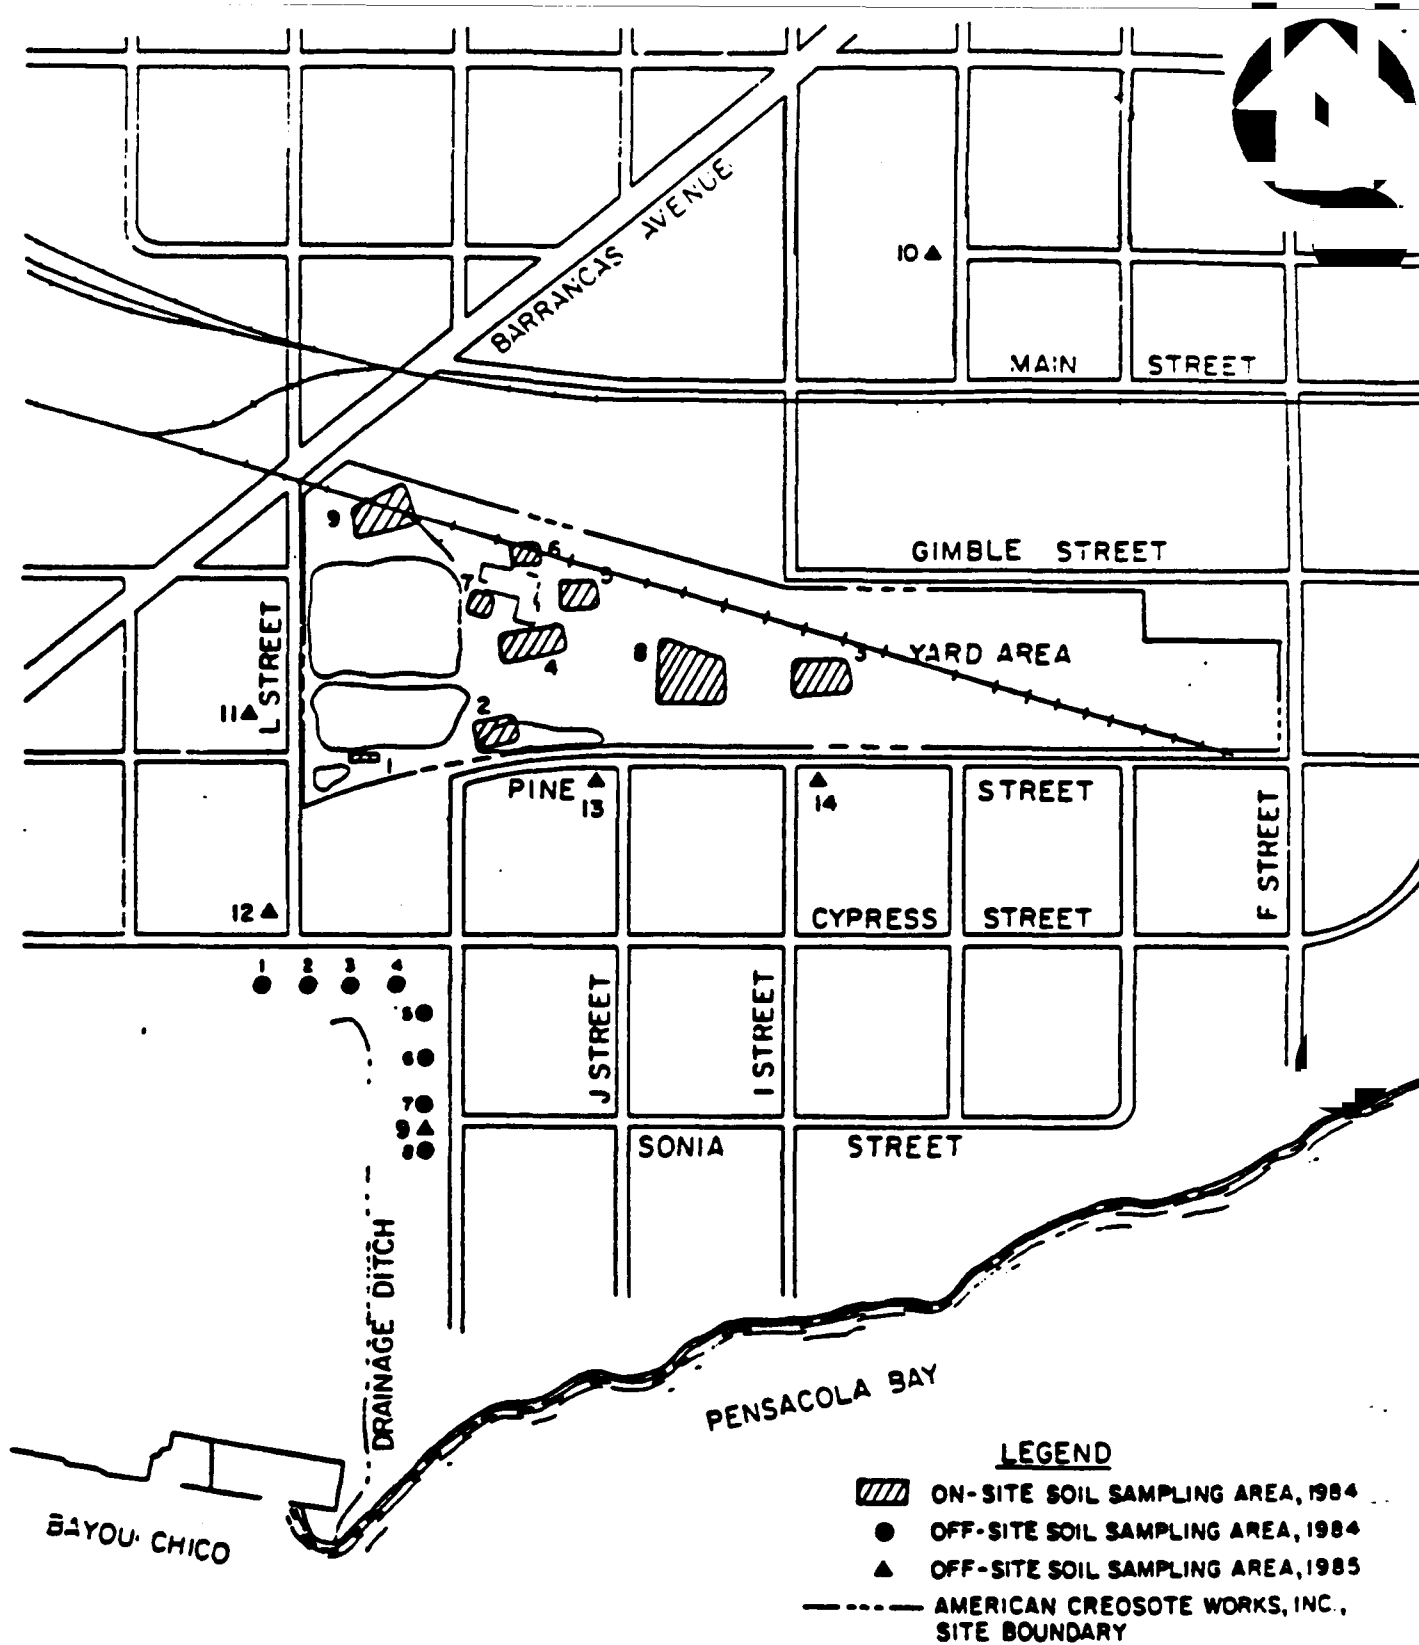 BARRANCAS AVENUE
10
MAIN STREET
9
6
GIMBLE STREET
7
5
L STREET
4
8
3
YARD AREA
11
2
1
PINE
13
14
STREET
F STREET
12
CYPRESS STREET
1 2 3 4
5
6
7
9
8
J STREET
I STREET
SONIA STREET
DRAINAGE DITCH
PENSACOLA BAY
BAYOU CHICO
LEGEND
ON-SITE SOIL SAMPLING AREA, 1984
OFF-SITE SOIL SAMPLING AREA, 1984
OFF-SITE SOIL SAMPLING AREA, 1985
AMERICAN CREOSOTE WORKS, INC.,
SITE BOUNDARY